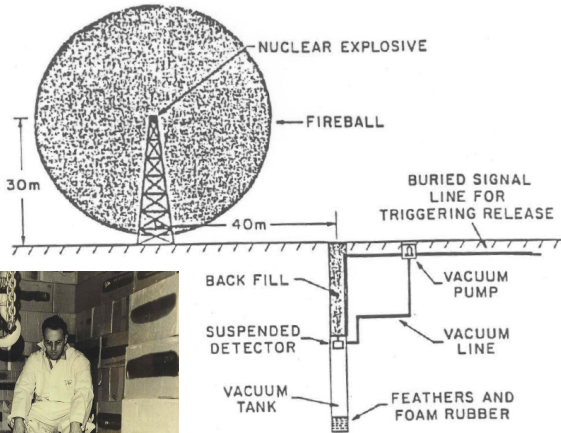 NUCLEAR EXPLOSIVE
FIREBALL
30m
40m
BURIED SIGNAL
LINE FOR
TRIGGERING RELEASE
BACK FILL
VACUUM
PUMP
SUSPENDED
DETECTOR
VACUUM
LINE
VACUUM
TANK
FEATHERS AND
FOAM RUBBER